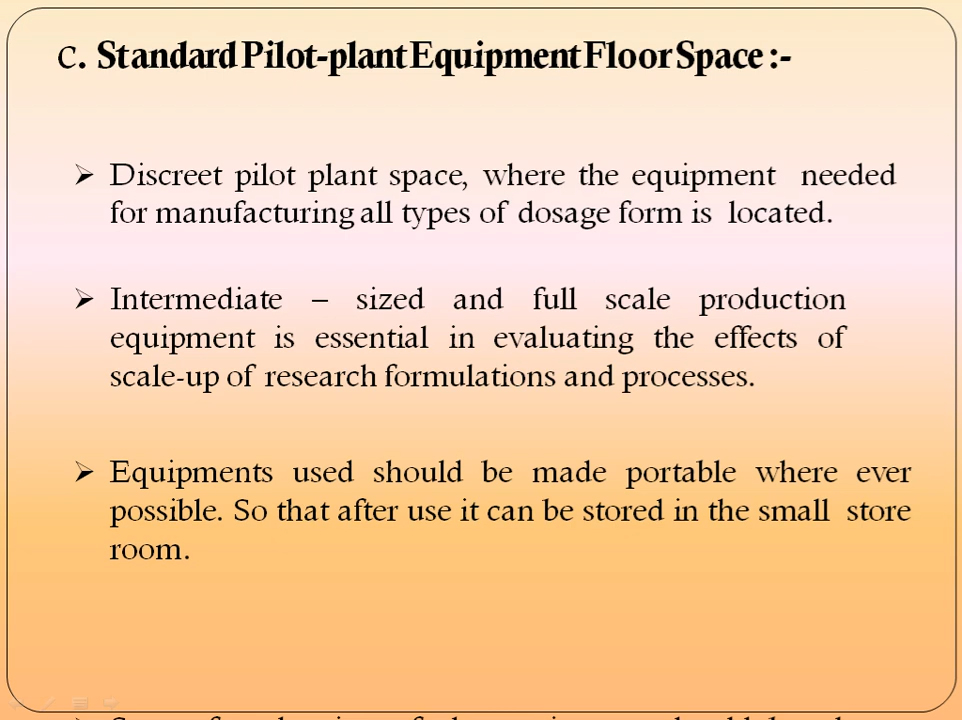 c. Standard Pilot-plant Equipment Floor Space :-
➢ Discreet pilot plant space, where the equipment needed
for manufacturing all types of dosage form is located.
➢ Intermediate – sized and full scale production
equipment is essential in evaluating the effects of
scale-up of research formulations and processes.
➢ Equipments used should be made portable where ever
possible. So that after use it can be stored in the small store
room.